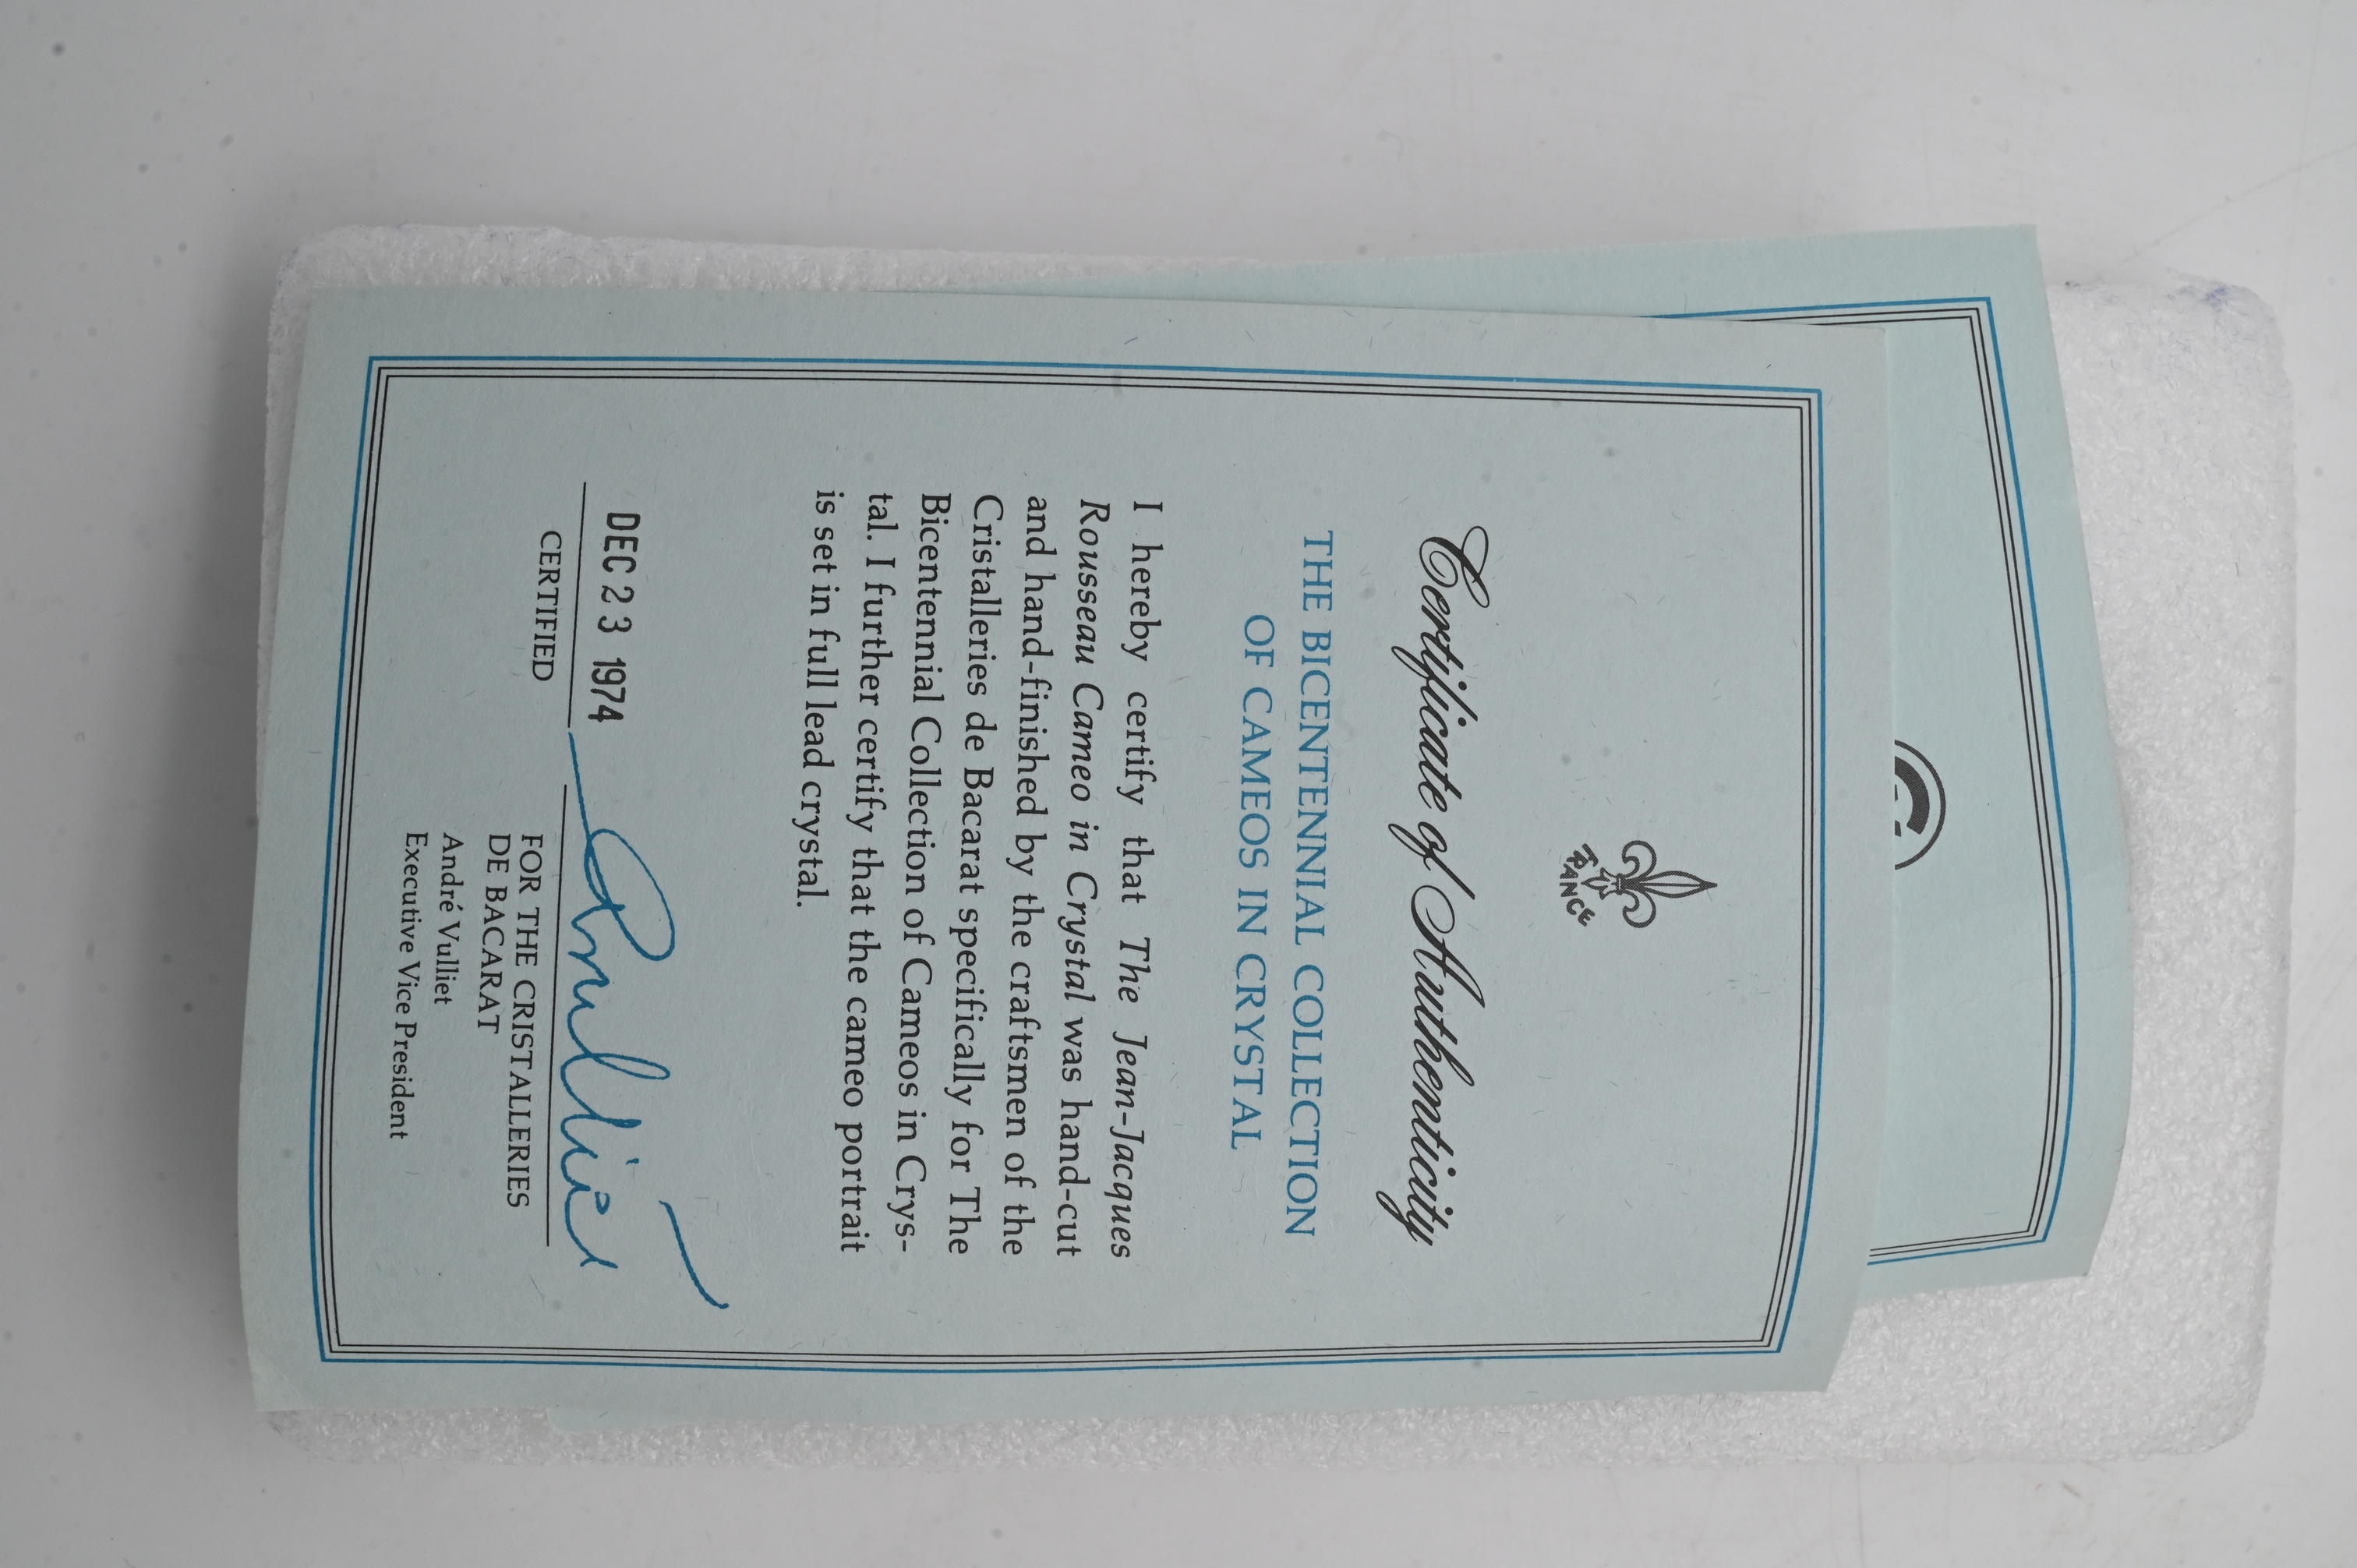 FRANCE
Certificate of Authenticity
THE BICENTENNIAL COLLECTION
OF CAMEOS IN CRYSTAL
I hereby certify that The Jean-Jacques
Rousseau Cameo in Crystal was hand-cut
and hand-finished by the craftsmen of the
Cristalleries de Bacarat specifically for The
Bicentennial Collection of Cameos in Crys-
tal. I further certify that the cameo portrait
is set in full lead crystal.
DEC 23 1974
CERTIFIED
FOR THE CRISTALLERIES
DE BACARAT
André Vulliet
Executive Vice President